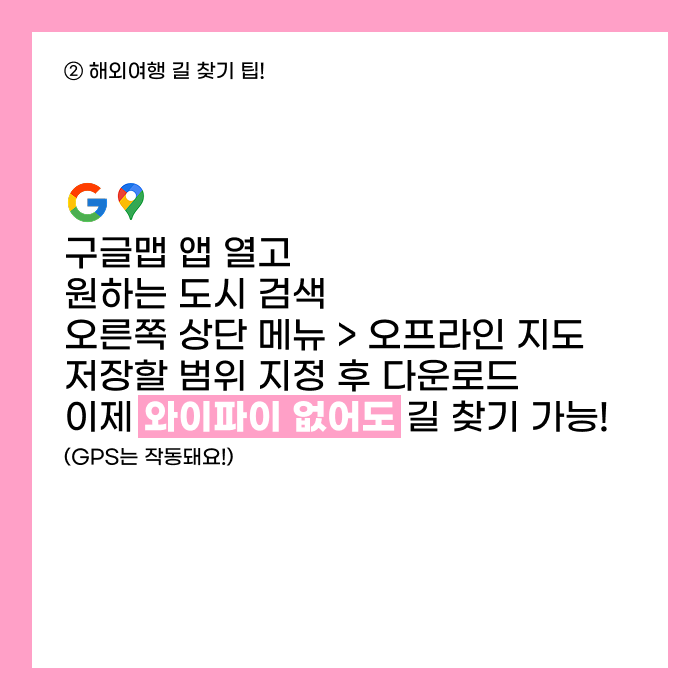 ② 해외여행 길 찾기 팁!
구글맵 앱 열고
원하는 도시 검색
오른쪽 상단 메뉴 > 오프라인 지도
저장할 범위 지정 후 다운로드
이제 와이파이 없어도 길 찾기 가능!
(GPS는 작동돼요!)